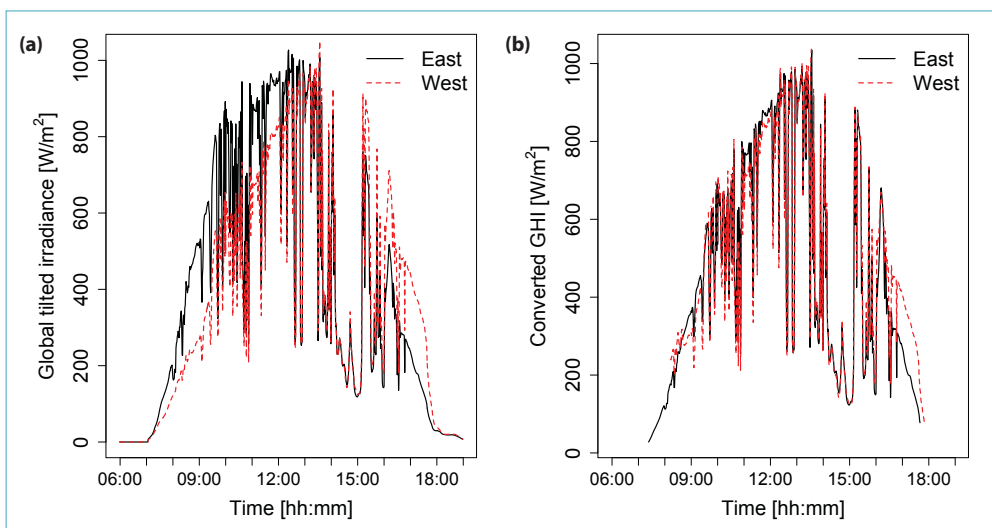 (a)
Global tilted irradiance [W/m²]
0 200 400 600 800 1000
East
West
06:00 09:00 12:00 15:00 18:00
Time [hh:mm]
(b)
Converted GHI [W/m²]
0 200 400 600 800 1000
East
West
06:00 09:00 12:00 15:00 18:00
Time [hh:mm]